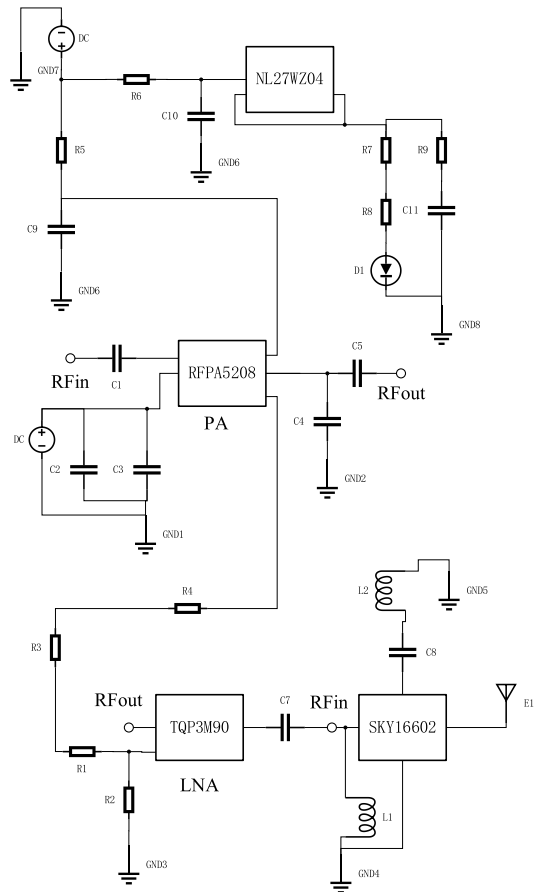 DC
GND7
R6
NL27WZ04
C10
R5
GND6
R7
R9
R8
C11
C9
D1
GND6
GND8
C5
RFin
C1
RFPA5208
RFout
PA
C4
DC
C2
C3
GND2
GND1
L2
GND5
R4
R3
C8
RFout
C7
RFin
TQP3M90
SKY16602
E1
R1
LNA
R2
L1
GND3
GND4